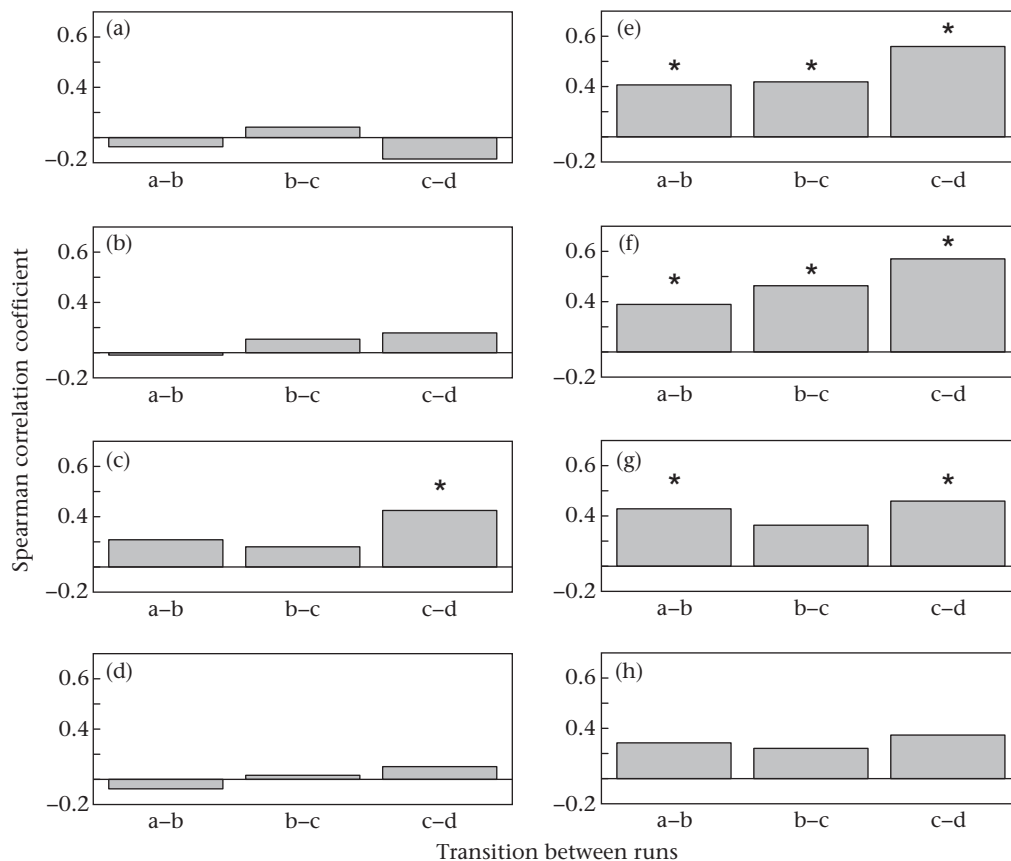 Spearman correlation coefficient
(a)
0.6
0.4
−0.2
a–b b–c c–d
(b)
0.6
0.4
−0.2
a–b b–c c–d
(c)
0.6
*
0.4
−0.2
a–b b–c c–d
(d)
0.6
0.4
−0.2
a–b b–c c–d
(e)
0.6
* * *
0.4
−0.2
a–b b–c c–d
(f)
0.6
* * *
0.4
−0.2
a–b b–c c–d
(g)
0.6
* *
0.4
−0.2
a–b b–c c–d
(h)
0.6
0.4
−0.2
a–b b–c c–d
Transition between runs